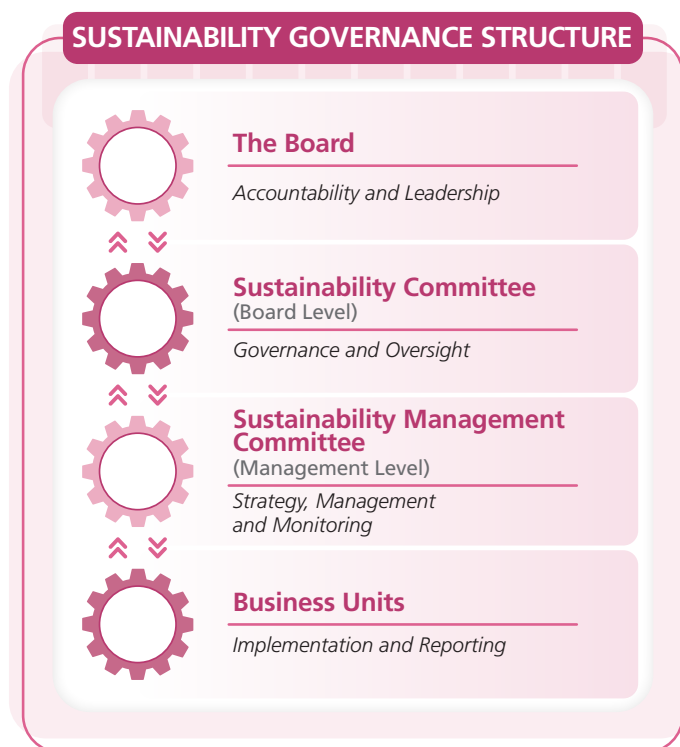 SUSTAINABILITY GOVERNANCE STRUCTURE
The Board
Accountability and Leadership
Sustainability Committee
(Board Level)
Governance and Oversight
Sustainability Management
Committee
(Management Level)
Strategy, Management
and Monitoring
Business Units
Implementation and Reporting